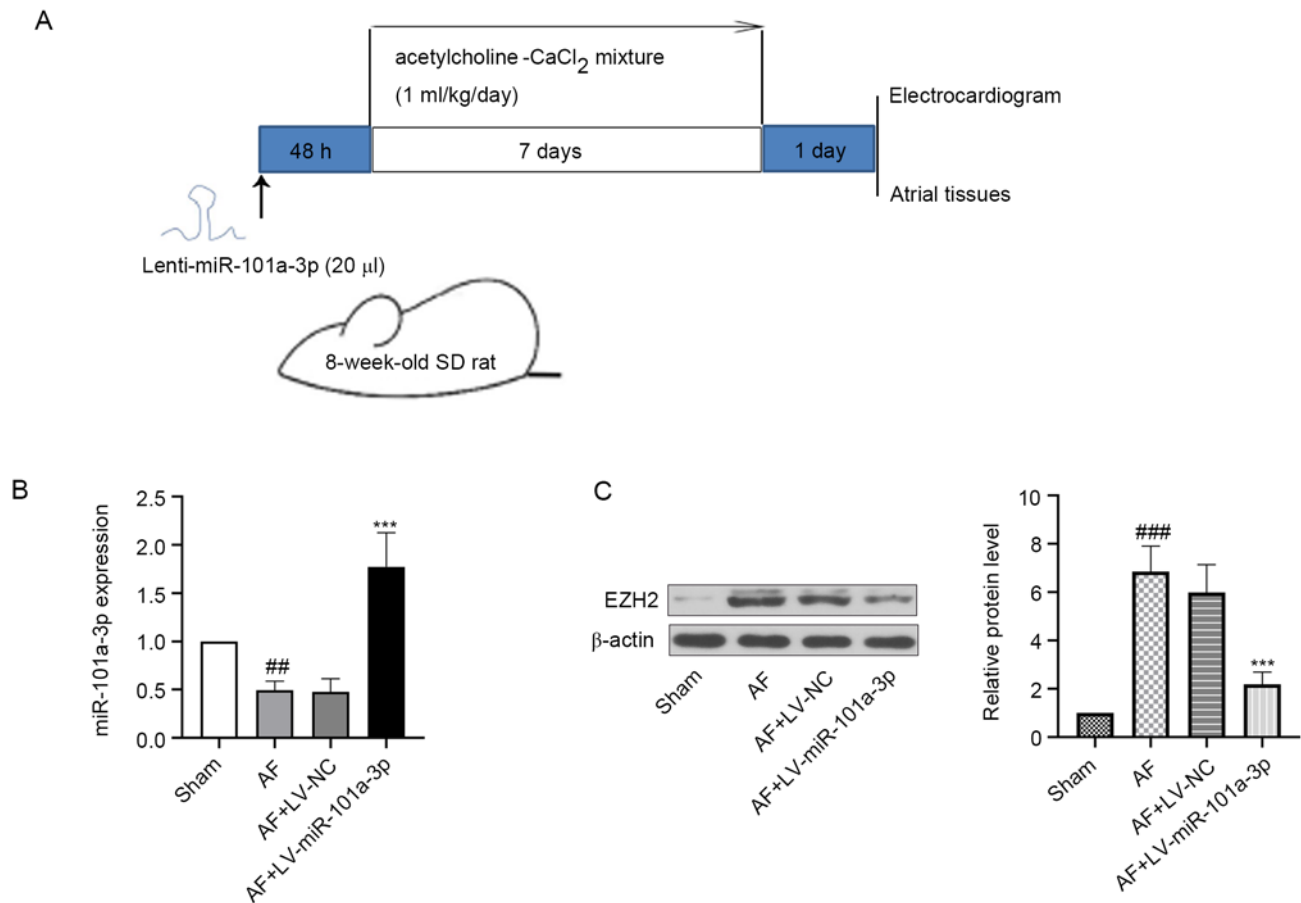 A
acetylcholine -CaCl2 mixture
(1 ml/kg/day)
Electrocardiogram
48 h
7 days
1 day
Atrial tissues
Lenti-miR-101a-3p (20 μl)
8-week-old SD rat
B
miR-101a-3p expression
2.5
2.0
1.5
1.0
0.5
0.0
##
***
Sham
AF
AF+LV-NC
AF+LV-miR-101a-3p
C
EZH2
β-actin
Sham
AF
AF+LV-NC
AF+LV-miR-101a-3p
Relative protein level
10
8
6
4
2
0
###
***
Sham
AF
AF+LV-NC
AF+LV-miR-101a-3p